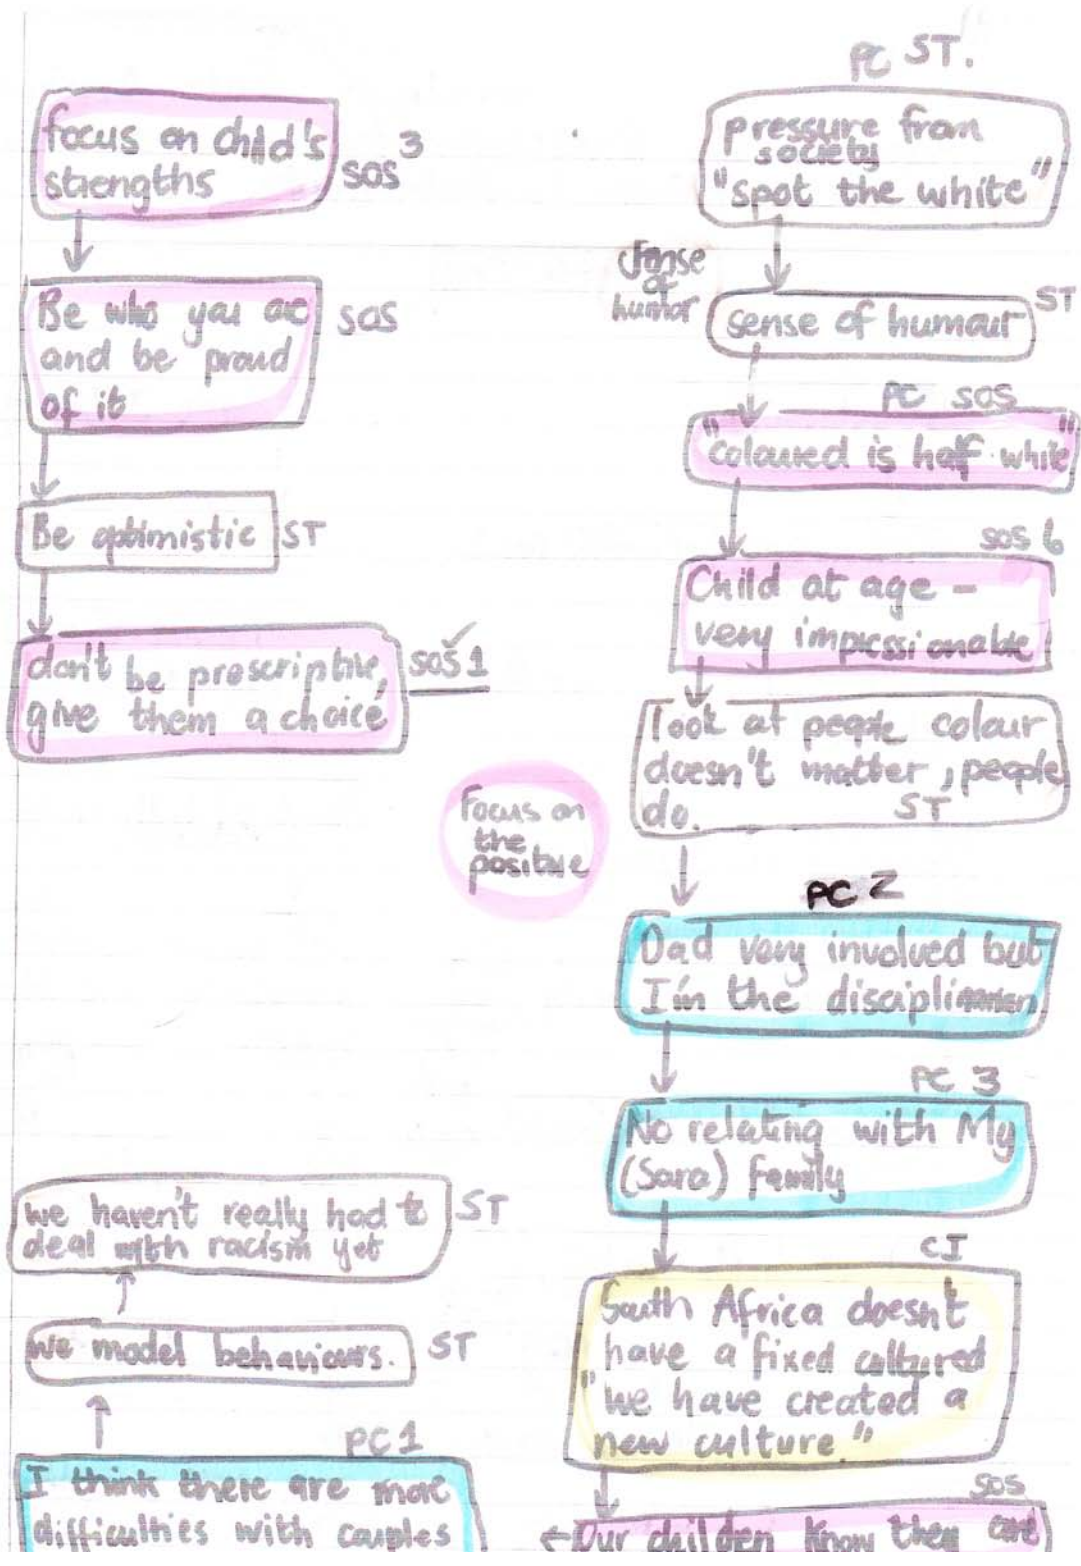 focus on child's
strengths
SOS 3
Be who you are
and be proud
of it
SOS
Be optimistic
ST
don't be prescriptive,
give them a choice
SOS 1
Focus on
the
positive
we haven't really had to
deal with racism yet
ST
we model behaviours.
ST
PC 1
I think there are more
difficulties with couples
PC ST.
pressure from
society
"spot the white"
sense
of
humor
sense of humour
ST
PC SOS
"coloured is half white"
SOS 6
Child at age -
very impressionable
look at people colour
doesn't matter, people
do.
ST
PC 2
Dad very involved but
I'm the disciplinarian
PC 3
No relating with My
(Sara) family
CI
South Africa doesn't
have a fixed cultured
"we have created a
new culture"
SOS
Our children know they are